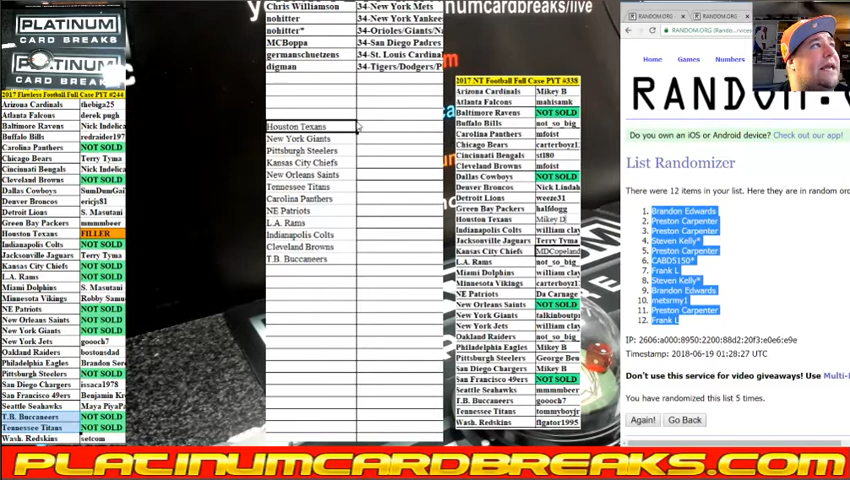 PLATINUM
CARD BREAKS
PLATINUM
CARD BREAKS
2017 Flawless Football Full Case PYT #244
Arizona Cardinals thebiga25
Atlanta Falcons derek pugh
Baltimore Ravens Nick Indelica
Buffalo Bills redraider197
Carolina Panthers NOT SOLD
Chicago Bears Terry Tyma
Cincinnati Bengals Nick Indelica
Cleveland Browns NOT SOLD
Dallas Cowboys SumDumGai
Denver Broncos ericjs81
Detroit Lions S. Masutani
Green Bay Packers mmmmbeer
Houston Texans FILLER
Indianapolis Colts NOT SOLD
Jacksonville Jaguars Terry Tyma
Kansas City Chiefs NOT SOLD
L.A. Rams NOT SOLD
Miami Dolphins S. Masutani
Minnesota Vikings Robby Samm
NE Patriots NOT SOLD
New Orleans Saints NOT SOLD
New York Giants NOT SOLD
New York Jets goooch7
Oakland Raiders bostonsdad
Philadelphia Eagles Brandon Sere
Pittsburgh Steelers NOT SOLD
San Diego Chargers issaca1978
San Francisco 49ers Benjamin Kr
Seattle Seahawks Maya PiyaPa
T.B. Buccaneers NOT SOLD
Tennessee Titans NOT SOLD
Wash. Redskins setcom
you
Chris Williamson 34-New York Mets
nohitter 34-New York Yankee
nohitter* 34-Orioles/Giants/Na
MCBoppa 34-San Diego Padres
germanschuetzens 34-St. Louis Cardinal
digman 34-Tigers/Dodgers/P
Houston Texans
New York Giants
Pittsburgh Steelers
Kansas City Chiefs
New Orleans Saints
Tennessee Titans
Carolina Panthers
NE Patriots
L.A. Rams
Indianapolis Colts
Cleveland Browns
T.B. Buccaneers
numcardbreaks/live
2017 NT Football Full Case PYT #338
Arizona Cardinals Mikey B
Atlanta Falcons mahisamk
Baltimore Ravens NOT SOLD
Buffalo Bills not_so_big
Carolina Panthers mfoist
Chicago Bears carterboyz1
Cincinnati Bengals stl80
Cleveland Browns mfoist
Dallas Cowboys NOT SOLD
Denver Broncos Nick Lindah
Detroit Lions weeze31
Green Bay Packers halfdogg
Houston Texans Mikey D
Indianapolis Colts william clay
Jacksonville Jaguars Terry Tyma
Kansas City Chiefs MDCopeland
L.A. Rams not_so_big
Miami Dolphins william clay
Minnesota Vikings carterboyz1
NE Patriots Da Carnage
New Orleans Saints NOT SOLD
New York Giants talkinboutpr
New York Jets william clay
Oakland Raiders not_so_big
Philadelphia Eagles Mikey B
Pittsburgh Steelers George Beu
San Diego Chargers Mikey B
San Francisco 49ers NOT SOLD
Seattle Seahawks mmmmbeer
T.B. Buccaneers goooch7
Tennessee Titans tommyboyjr
Wash. Redskins flgator1995
RANDOM.ORG
Home Games Numbers
RANDOM.O
Do you own an iOS or Android device? Check out our app!
List Randomizer
There were 12 items in your list. Here they are in random or
1. Brandon Edwards
2. Preston Carpenter
3. Preston Carpenter
4. Steven Kelly*
5. Preston Carpenter
6. CABD5150*
7. Frank L
8. Steven Kelly*
9. Brandon Edwards
10. metsrmy1
11. Preston Carpenter
12. Frank L
IP: 2606:a000:8950:2200:88d2:20f3:e0e6:e9e
Timestamp: 2018-06-19 01:28:27 UTC
Don't use this service for video giveaways! Use Multi-
You have randomized this list 5 times.
Again! Go Back
PLATINUMCARDBREAKS.COM